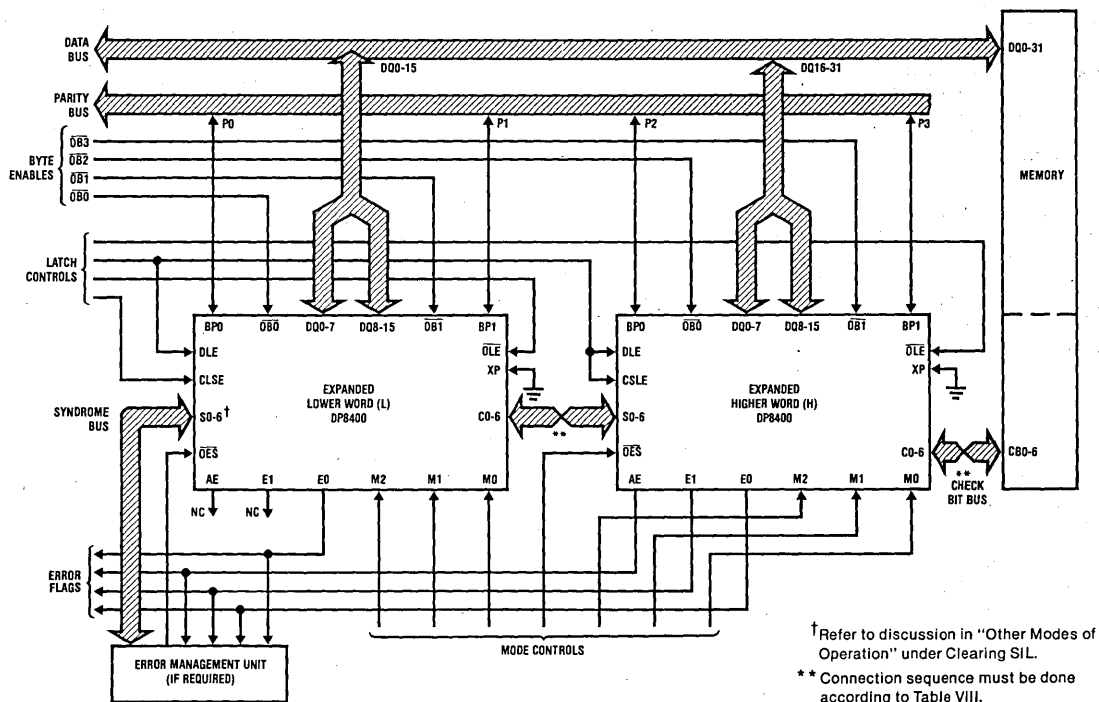 DATA BUS
DQ0-15
DQ16-31
DQ0-31
PARITY BUS
P0
P1
P2
P3
BYTE ENABLES
OB3
OB2
OB1
OB0
MEMORY
LATCH CONTROLS
BP0 OB0 DQ0-7 DQ8-15 OB1 BP1
DLE
CLSE
OLE
XP
EXPANDED
LOWER WORD (L)
DP8400
SYNDROME BUS
S0-6†
C0-6
OES
AE E1 E0 M2 M1 M0
NC NC
**
BP0 OB0 DQ0-7 DQ8-15 OB1 BP1
DLE
CSLE
OLE
XP
EXPANDED
HIGHER WORD (H)
DP8400
S0-6
C0-6
OES
AE E1 E0 M2 M1 M0
CB0-6
**
CHECK
BIT BUS
ERROR FLAGS
MODE CONTROLS
ERROR MANAGEMENT UNIT
(IF REQUIRED)
†Refer to discussion in "Other Modes of
Operation" under Clearing SIL.
** Connection sequence must be done
according to Table VIII.